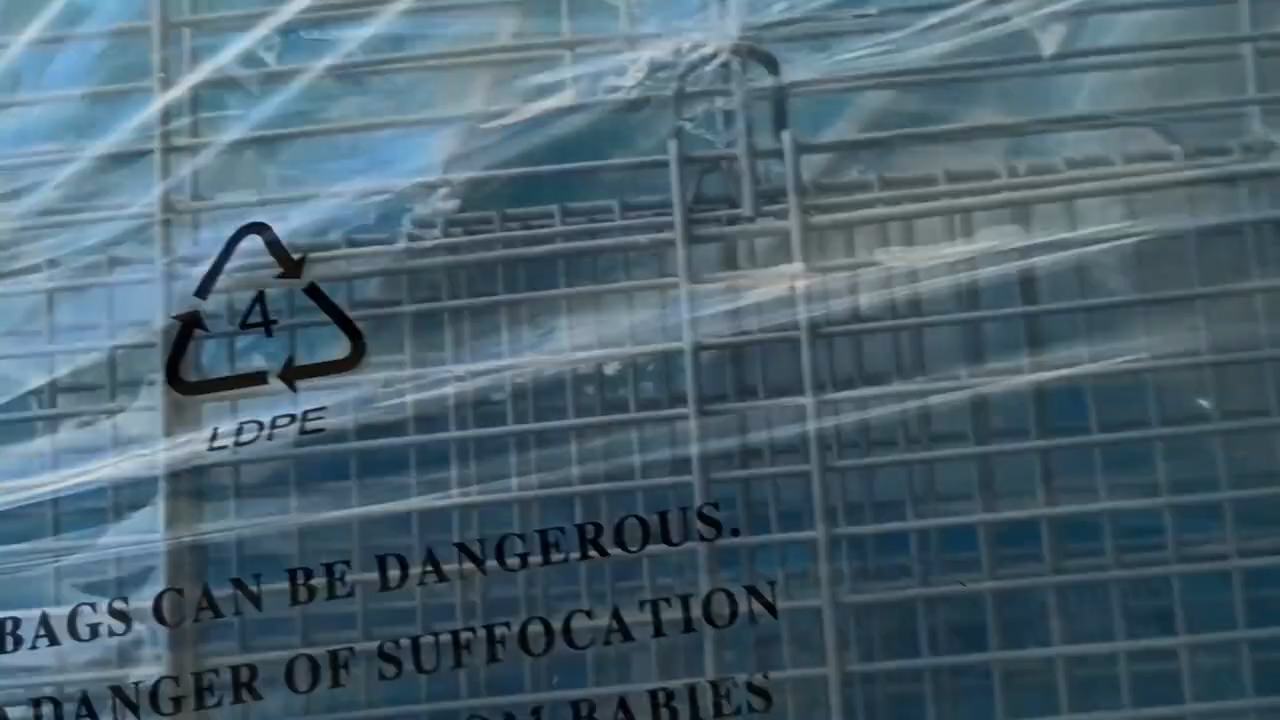 4
LDPE
BAGS CAN BE DANGEROUS.
DANGER OF SUFFOCATION
BABIES